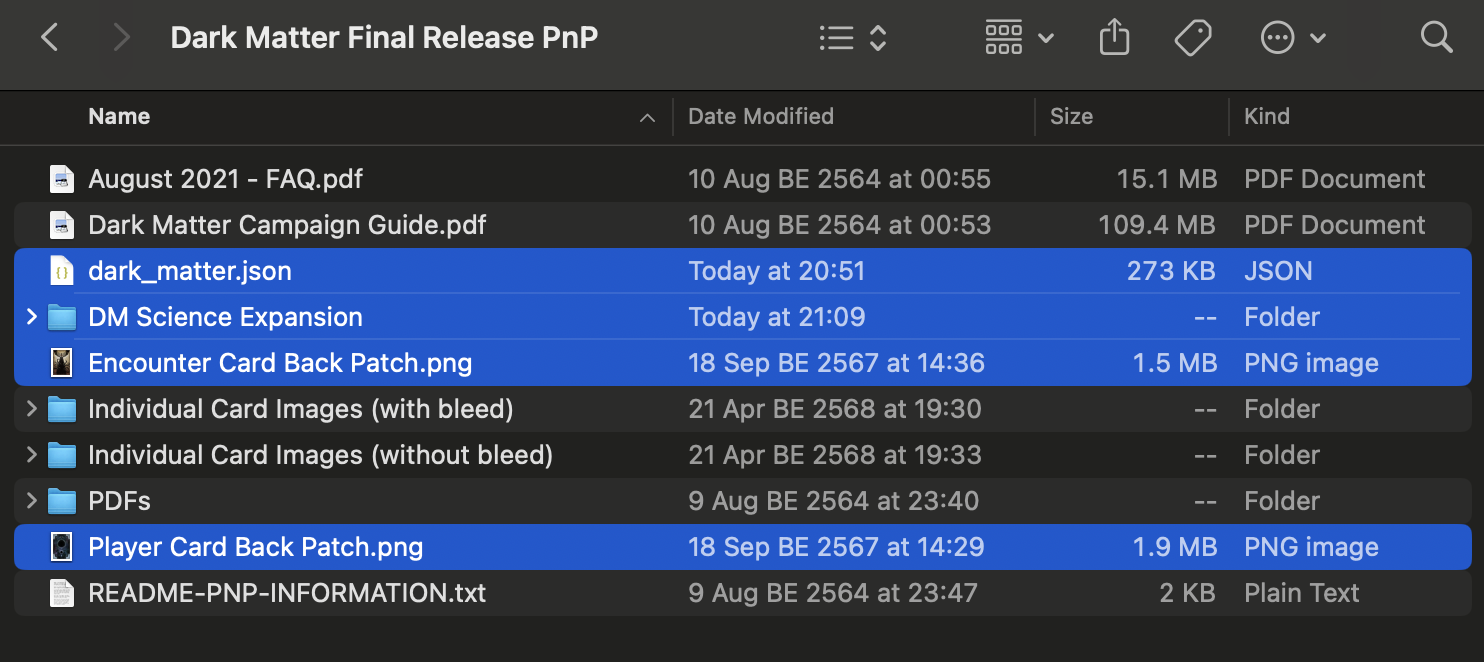 Dark Matter Final Release PnP
Name Date Modified Size Kind
August 2021 - FAQ.pdf 10 Aug BE 2564 at 00:55 15.1 MB PDF Document
Dark Matter Campaign Guide.pdf 10 Aug BE 2564 at 00:53 109.4 MB PDF Document
dark_matter.json Today at 20:51 273 KB JSON
DM Science Expansion Today at 21:09 -- Folder
Encounter Card Back Patch.png 18 Sep BE 2567 at 14:36 1.5 MB PNG image
Individual Card Images (with bleed) 21 Apr BE 2568 at 19:30 -- Folder
Individual Card Images (without bleed) 21 Apr BE 2568 at 19:33 -- Folder
PDFs 9 Aug BE 2564 at 23:40 -- Folder
Player Card Back Patch.png 18 Sep BE 2567 at 14:29 1.9 MB PNG image
README-PNP-INFORMATION.txt 9 Aug BE 2564 at 23:47 2 KB Plain Text